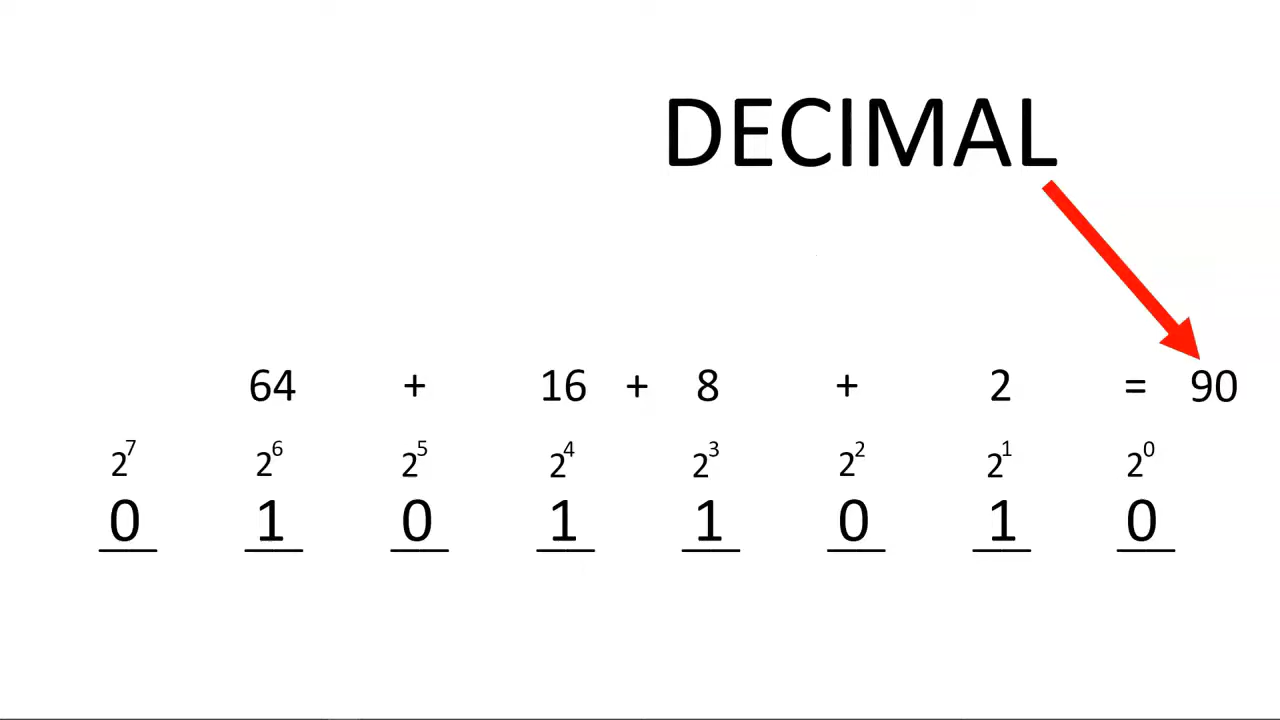 DECIMAL
64 + 16 + 8 + 2 = 90
2⁷ 2⁶ 2⁵ 2⁴ 2³ 2² 2¹ 2⁰
0 1 0 1 1 0 1 0